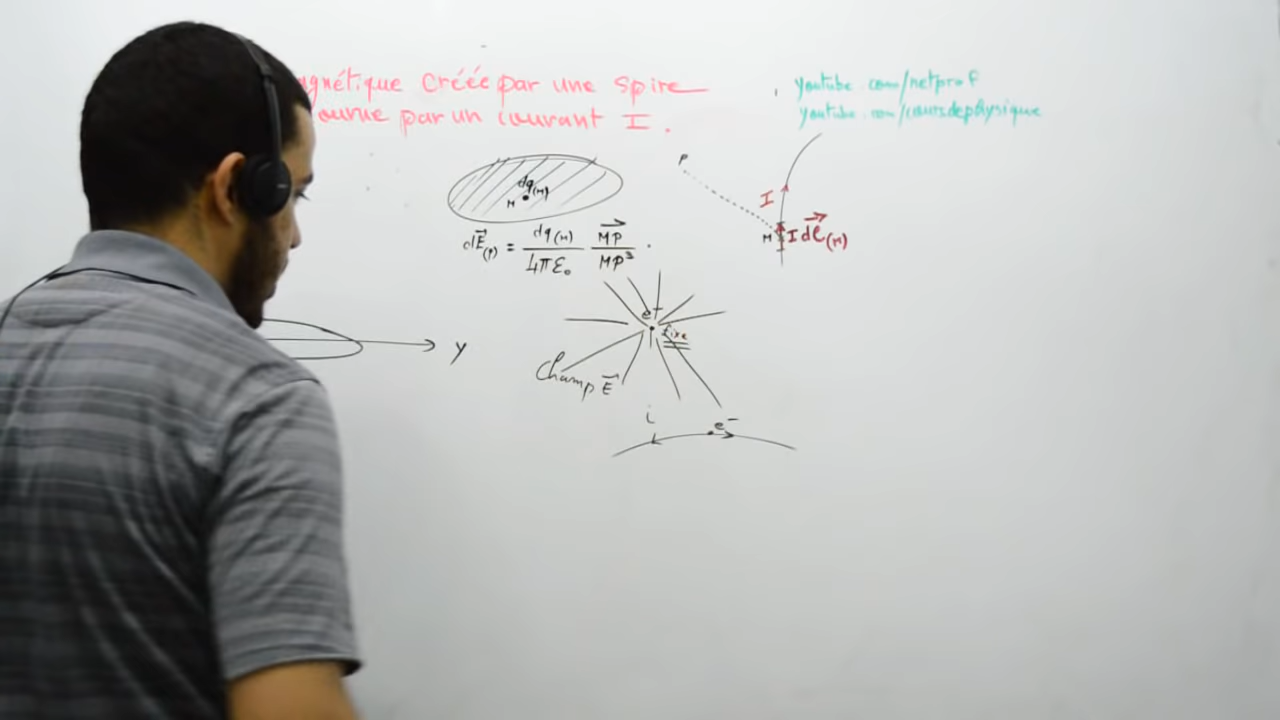 gnétique créée par une spire
ourue par un courant I.
youtube.com/netprof
youtube.com/coursdephysique
dq(M)
M
dE⃗(P) = dq(M)/4πε₀ MP⃗/MP³.
P
I
M
I dℓ⃗(M)
e⁺
fixe
Champ E⃗
y
i
e⁻